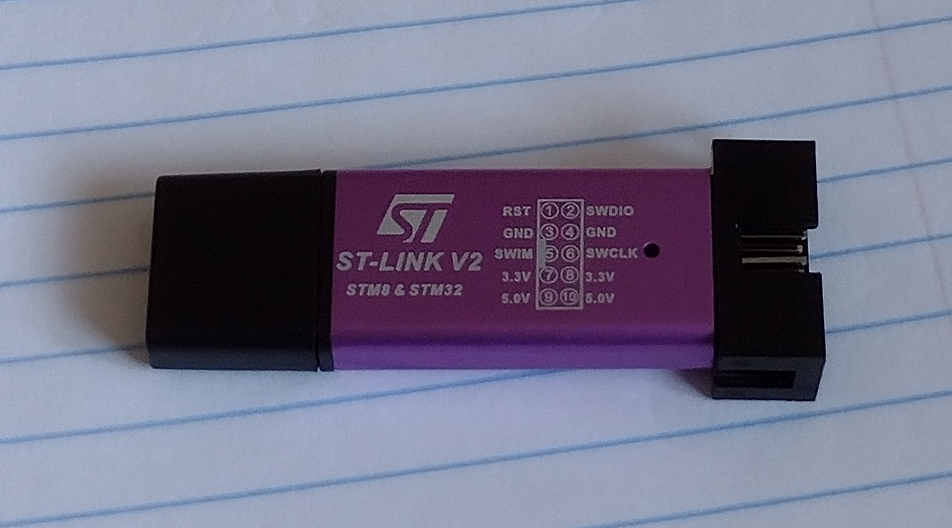 ST
ST-LINK V2
STM8 & STM32
RST 1 2 SWDIO
GND 3 4 GND
SWIM 5 6 SWCLK
3.3V 7 8 3.3V
5.0V 9 10 5.0V